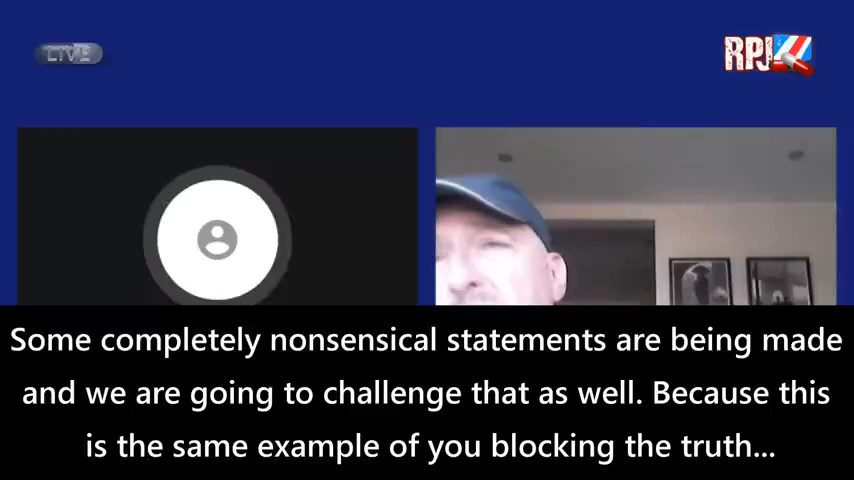 LIVE
RPJ
Some completely nonsensical statements are being made
and we are going to challenge that as well. Because this
is the same example of you blocking the truth...